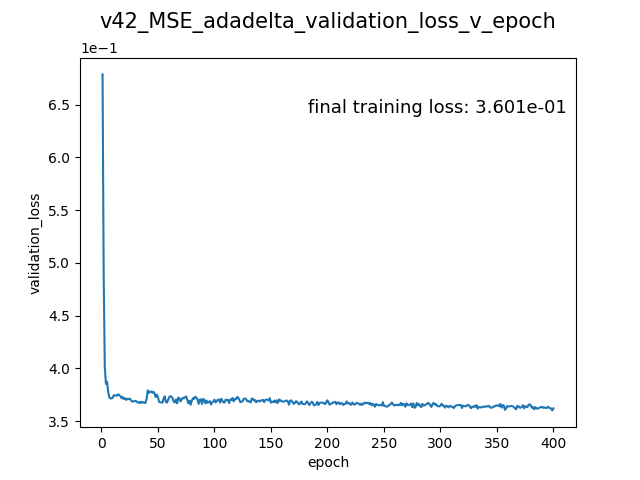 v42_MSE_adadelta_validation_loss_v_epoch
1e−1
final training loss: 3.601e-01
6.5
6.0
5.5
5.0
4.5
4.0
3.5
validation_loss
0 50 100 150 200 250 300 350 400
epoch